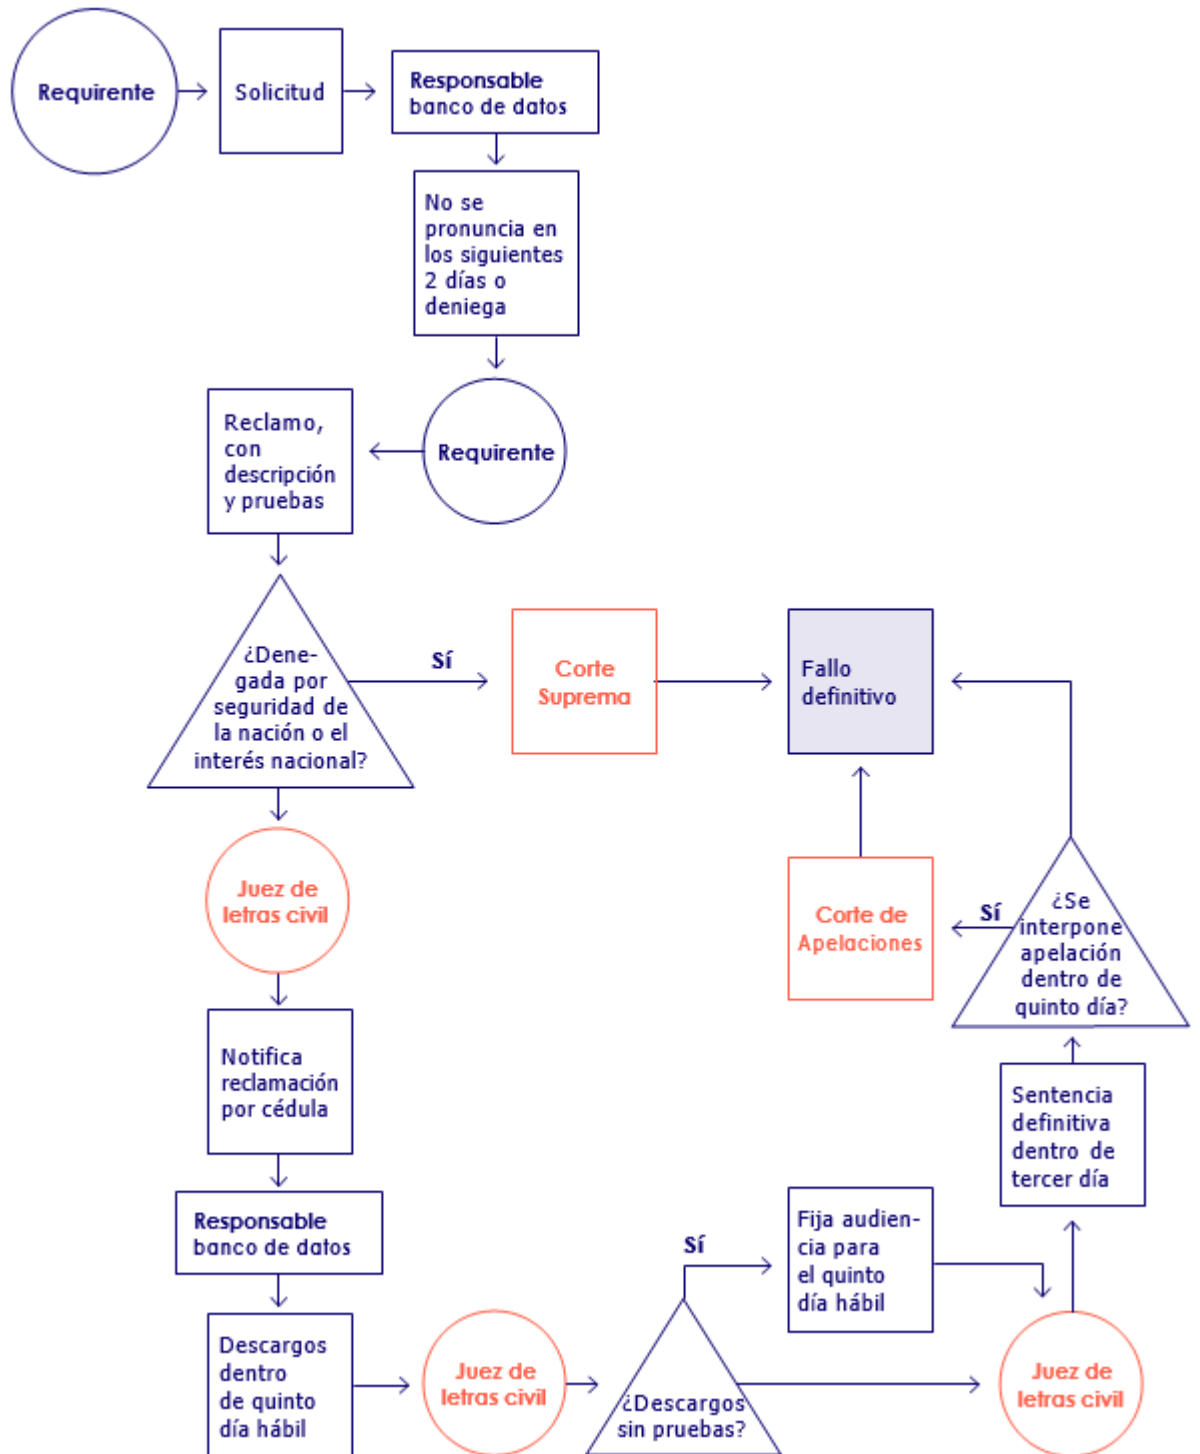 Requirente
Solicitud
Responsable
banco de datos
No se
pronuncia en
los siguientes
2 días o
deniega
Requirente
Reclamo,
con
descripción
y pruebas
¿Dene-
gada por
seguridad de
la nación o el
interés nacional?
Sí
Corte
Suprema
Fallo
definitivo
Juez de
letras civil
Notifica
reclamación
por cédula
Responsable
banco de datos
Descargos
dentro
de quinto
día hábil
Juez de
letras civil
¿Descargos
sin pruebas?
Sí
Fija audien-
cia para
el quinto
día hábil
Juez de
letras civil
Sentencia
definitiva
dentro de
tercer día
¿Se
interpone
apelación
dentro de
quinto día?
Sí
Corte de
Apelaciones